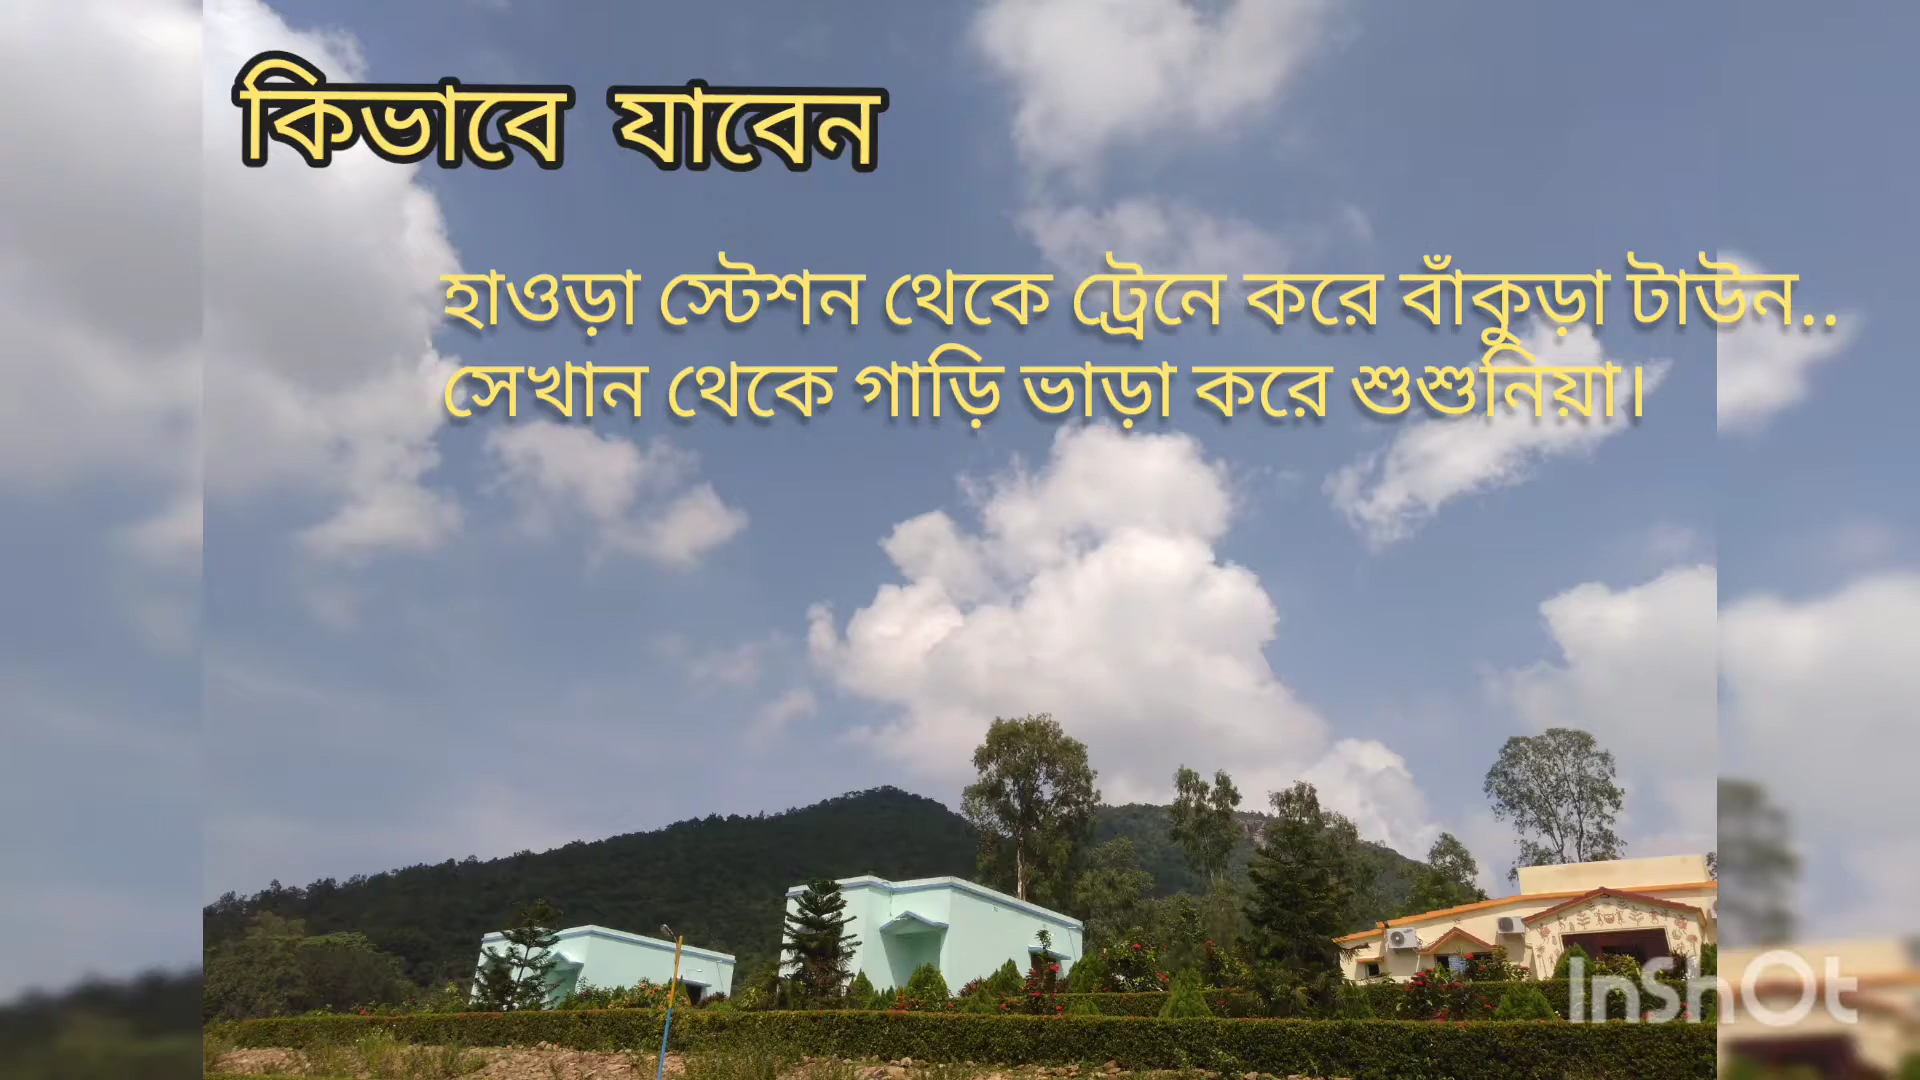 কিভাবে যাবেন
হাওড়া স্টেশন থেকে ট্রেনে করে বাঁকুড়া টাউন..
সেখান থেকে গাড়ি ভাড়া করে শুশুনিয়া।
InShOt